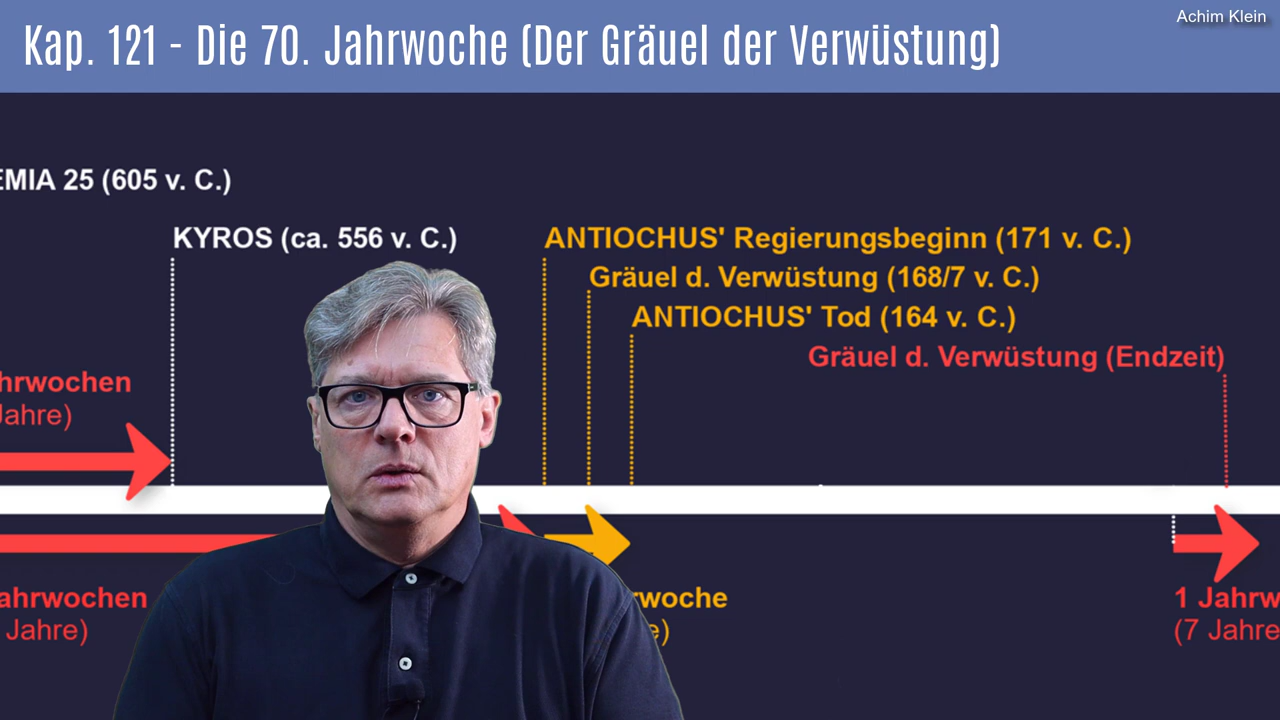 Achim Klein
Kap. 121 - Die 70. Jahrwoche (Der Gräuel der Verwüstung)
EMIA 25 (605 v. C.)
KYROS (ca. 556 v. C.)
ANTIOCHUS' Regierungsbeginn (171 v. C.)
Gräuel d. Verwüstung (168/7 v. C.)
ANTIOCHUS' Tod (164 v. C.)
Gräuel d. Verwüstung (Endzeit)
hrwochen
Jahre)
ahrwochen
Jahre)
rwoche
e)
1 Jahrw
(7 Jahre